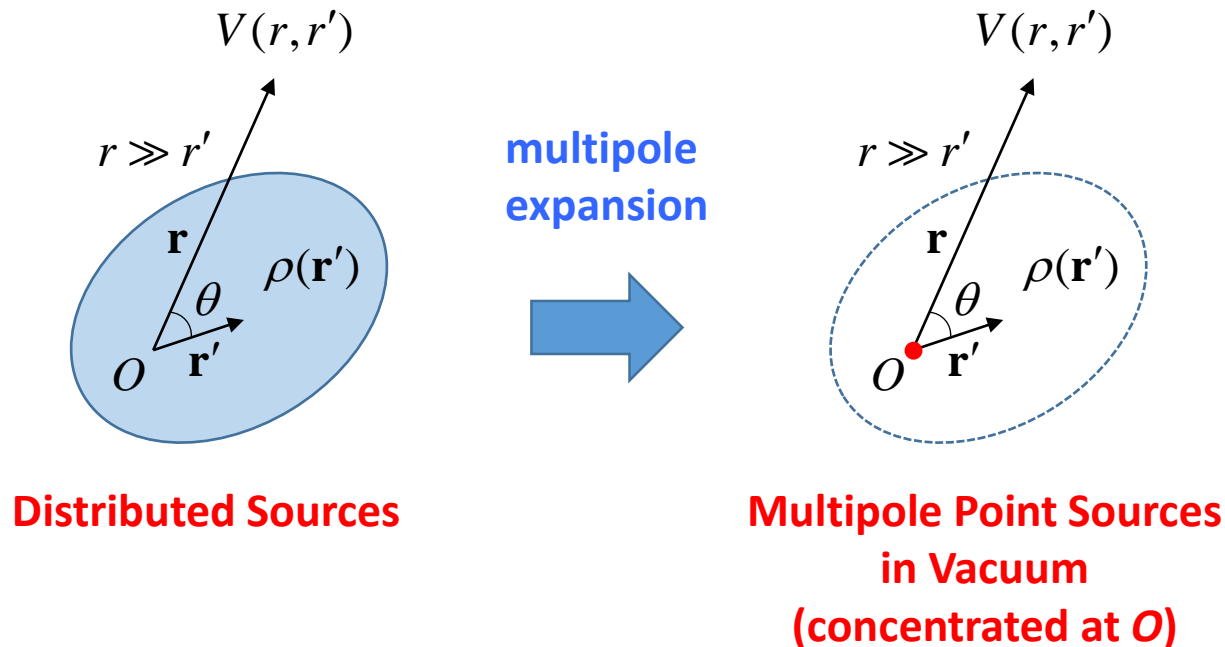 V(r, r′)
r ≫ r′
r
ρ(r′)
θ
r′
O
Distributed Sources
multipole
expansion
V(r, r′)
r ≫ r′
r
ρ(r′)
θ
r′
O
Multipole Point Sources
in Vacuum
(concentrated at O)